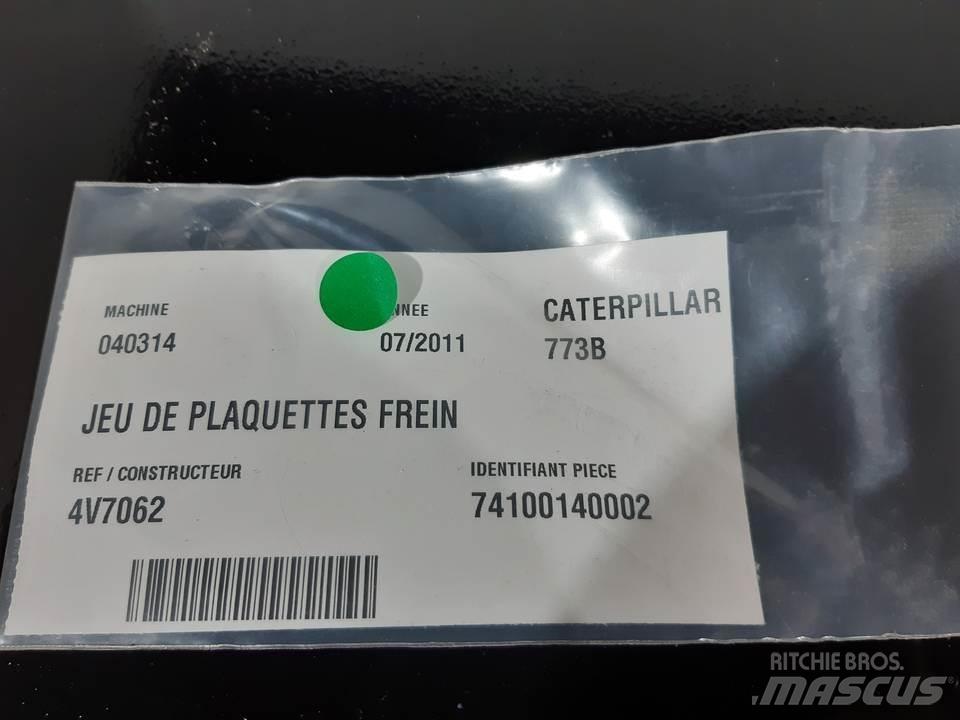 MACHINE
040314
NNEE
07/2011
CATERPILLAR
773B
JEU DE PLAQUETTES FREIN
REF / CONSTRUCTEUR
4V7062
IDENTIFIANT PIECE
74100140002
RITCHIE BROS.
MASCUS